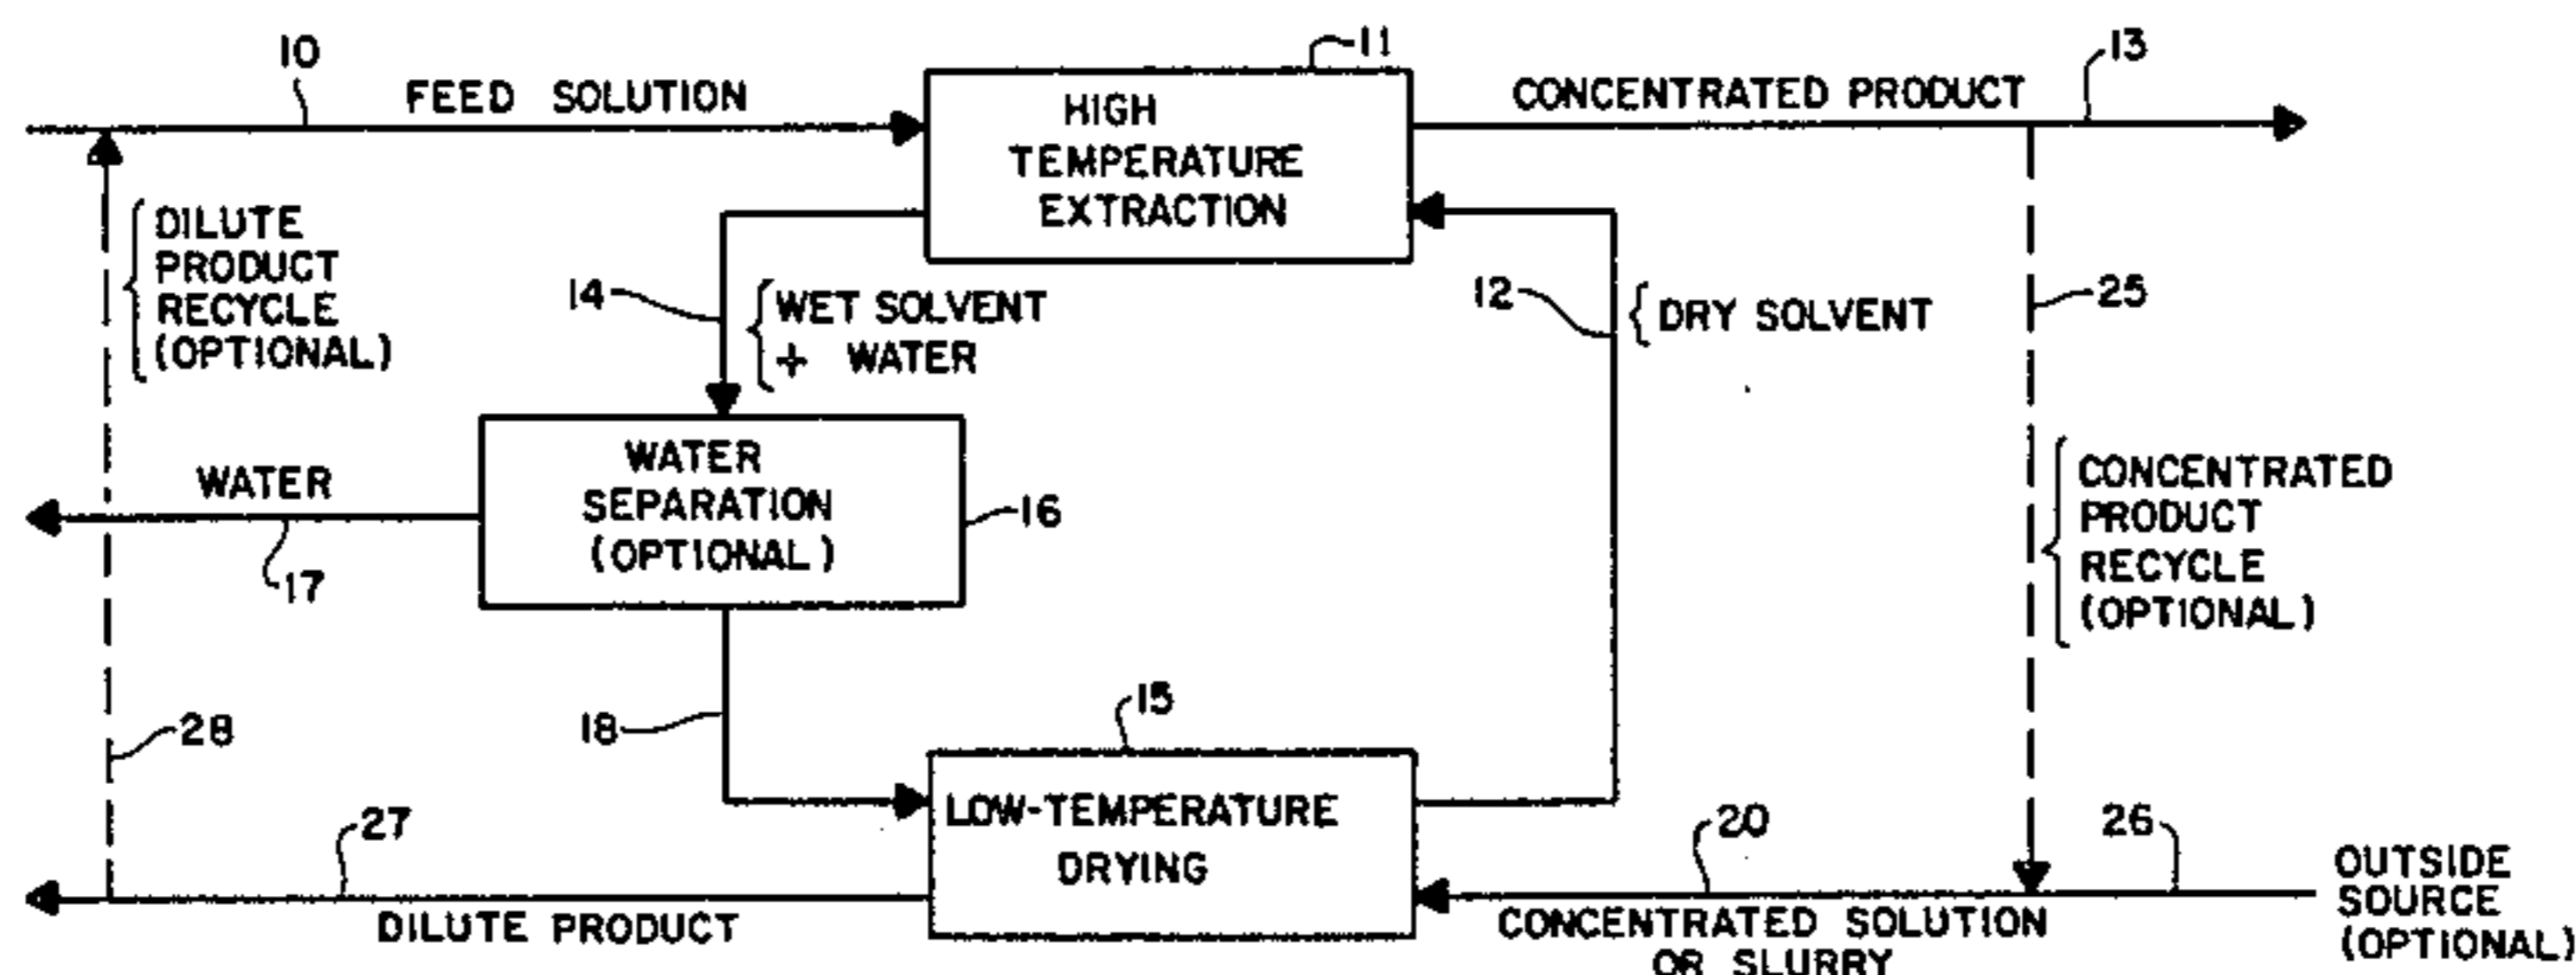 10
FEED SOLUTION
11
HIGH
TEMPERATURE
EXTRACTION
CONCENTRATED PRODUCT
13
DILUTE
PRODUCT
RECYCLE
(OPTIONAL)
14
WET SOLVENT
+ WATER
12
DRY SOLVENT
25
WATER
17
WATER
SEPARATION
(OPTIONAL)
16
CONCENTRATED
PRODUCT
RECYCLE
(OPTIONAL)
28
18
15
LOW-TEMPERATURE
DRYING
27
DILUTE PRODUCT
20
CONCENTRATED SOLUTION
OR SLURRY
26
OUTSIDE
SOURCE
(OPTIONAL)